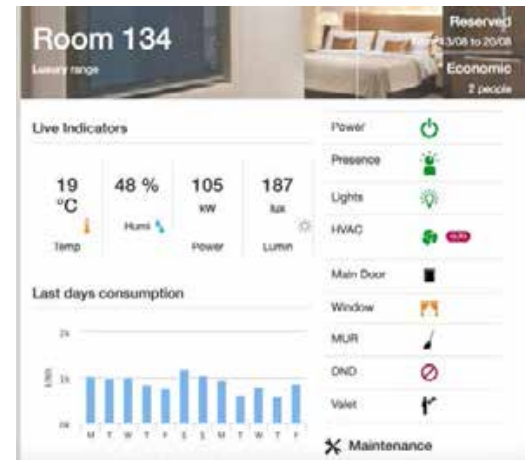 Room 134
Luxury range
Reserved
13/08 to 20/08
Economic
2 people
Live Indicators
19 °C
Temp
48 %
Humi
105 kW
Power
187 lux
Lumin
Last days consumption
2k
1k
0k
M T W T F S S M T W T F
Power
Presence
Lights
HVAC
AUTO
Main Door
Window
MUR
DND
Valet
Maintenance